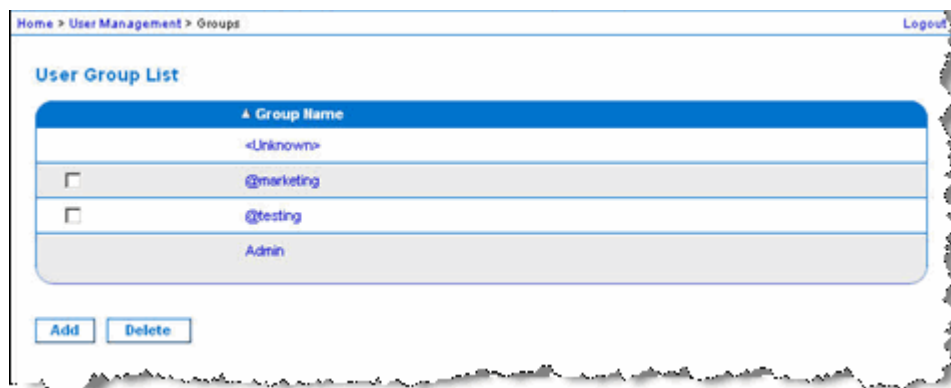 Home > User Management > Groups
Logout
User Group List
Group Name
<Unknown>
@marketing
@testing
Admin
Add
Delete